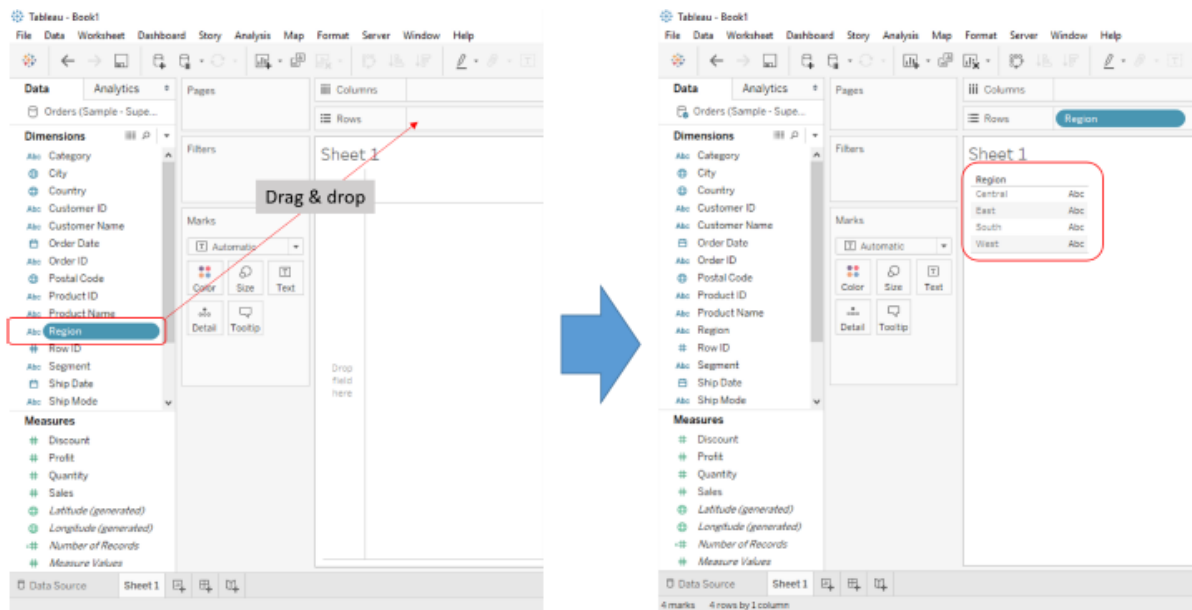 Tableau - Book1
File Data Worksheet Dashboard Story Analysis Map Format Server Window Help
Data Analytics
Pages
Columns
Orders (Sample - Supe...
Rows
Dimensions
Filters
Sheet 1
Abc Category
City
Country
Drag & drop
Abc Customer ID
Abc Customer Name
Marks
Order Date
Automatic
Abc Order ID
Postal Code
Color Size Text
Abc Product ID
Abc Product Name
Detail Tooltip
Abc Region
Row ID
Abc Segment
Drop
field
here
Ship Date
Abc Ship Mode
Measures
Discount
Profit
Quantity
Sales
Latitude (generated)
Longitude (generated)
Number of Records
Measure Values
Data Source Sheet 1
Tableau - Book1
File Data Worksheet Dashboard Story Analysis Map Format Server Window Help
Data Analytics
Pages
Columns
Orders (Sample - Supe...
Rows Region
Dimensions
Filters
Sheet 1
Region
Central Abc
East Abc
South Abc
West Abc
Abc Category
City
Country
Abc Customer ID
Abc Customer Name
Marks
Order Date
Automatic
Abc Order ID
Postal Code
Color Size Text
Abc Product ID
Abc Product Name
Detail Tooltip
Abc Region
Row ID
Abc Segment
Ship Date
Abc Ship Mode
Measures
Discount
Profit
Quantity
Sales
Latitude (generated)
Longitude (generated)
Number of Records
Measure Values
Data Source Sheet 1
4 marks 4 rows by 1 column